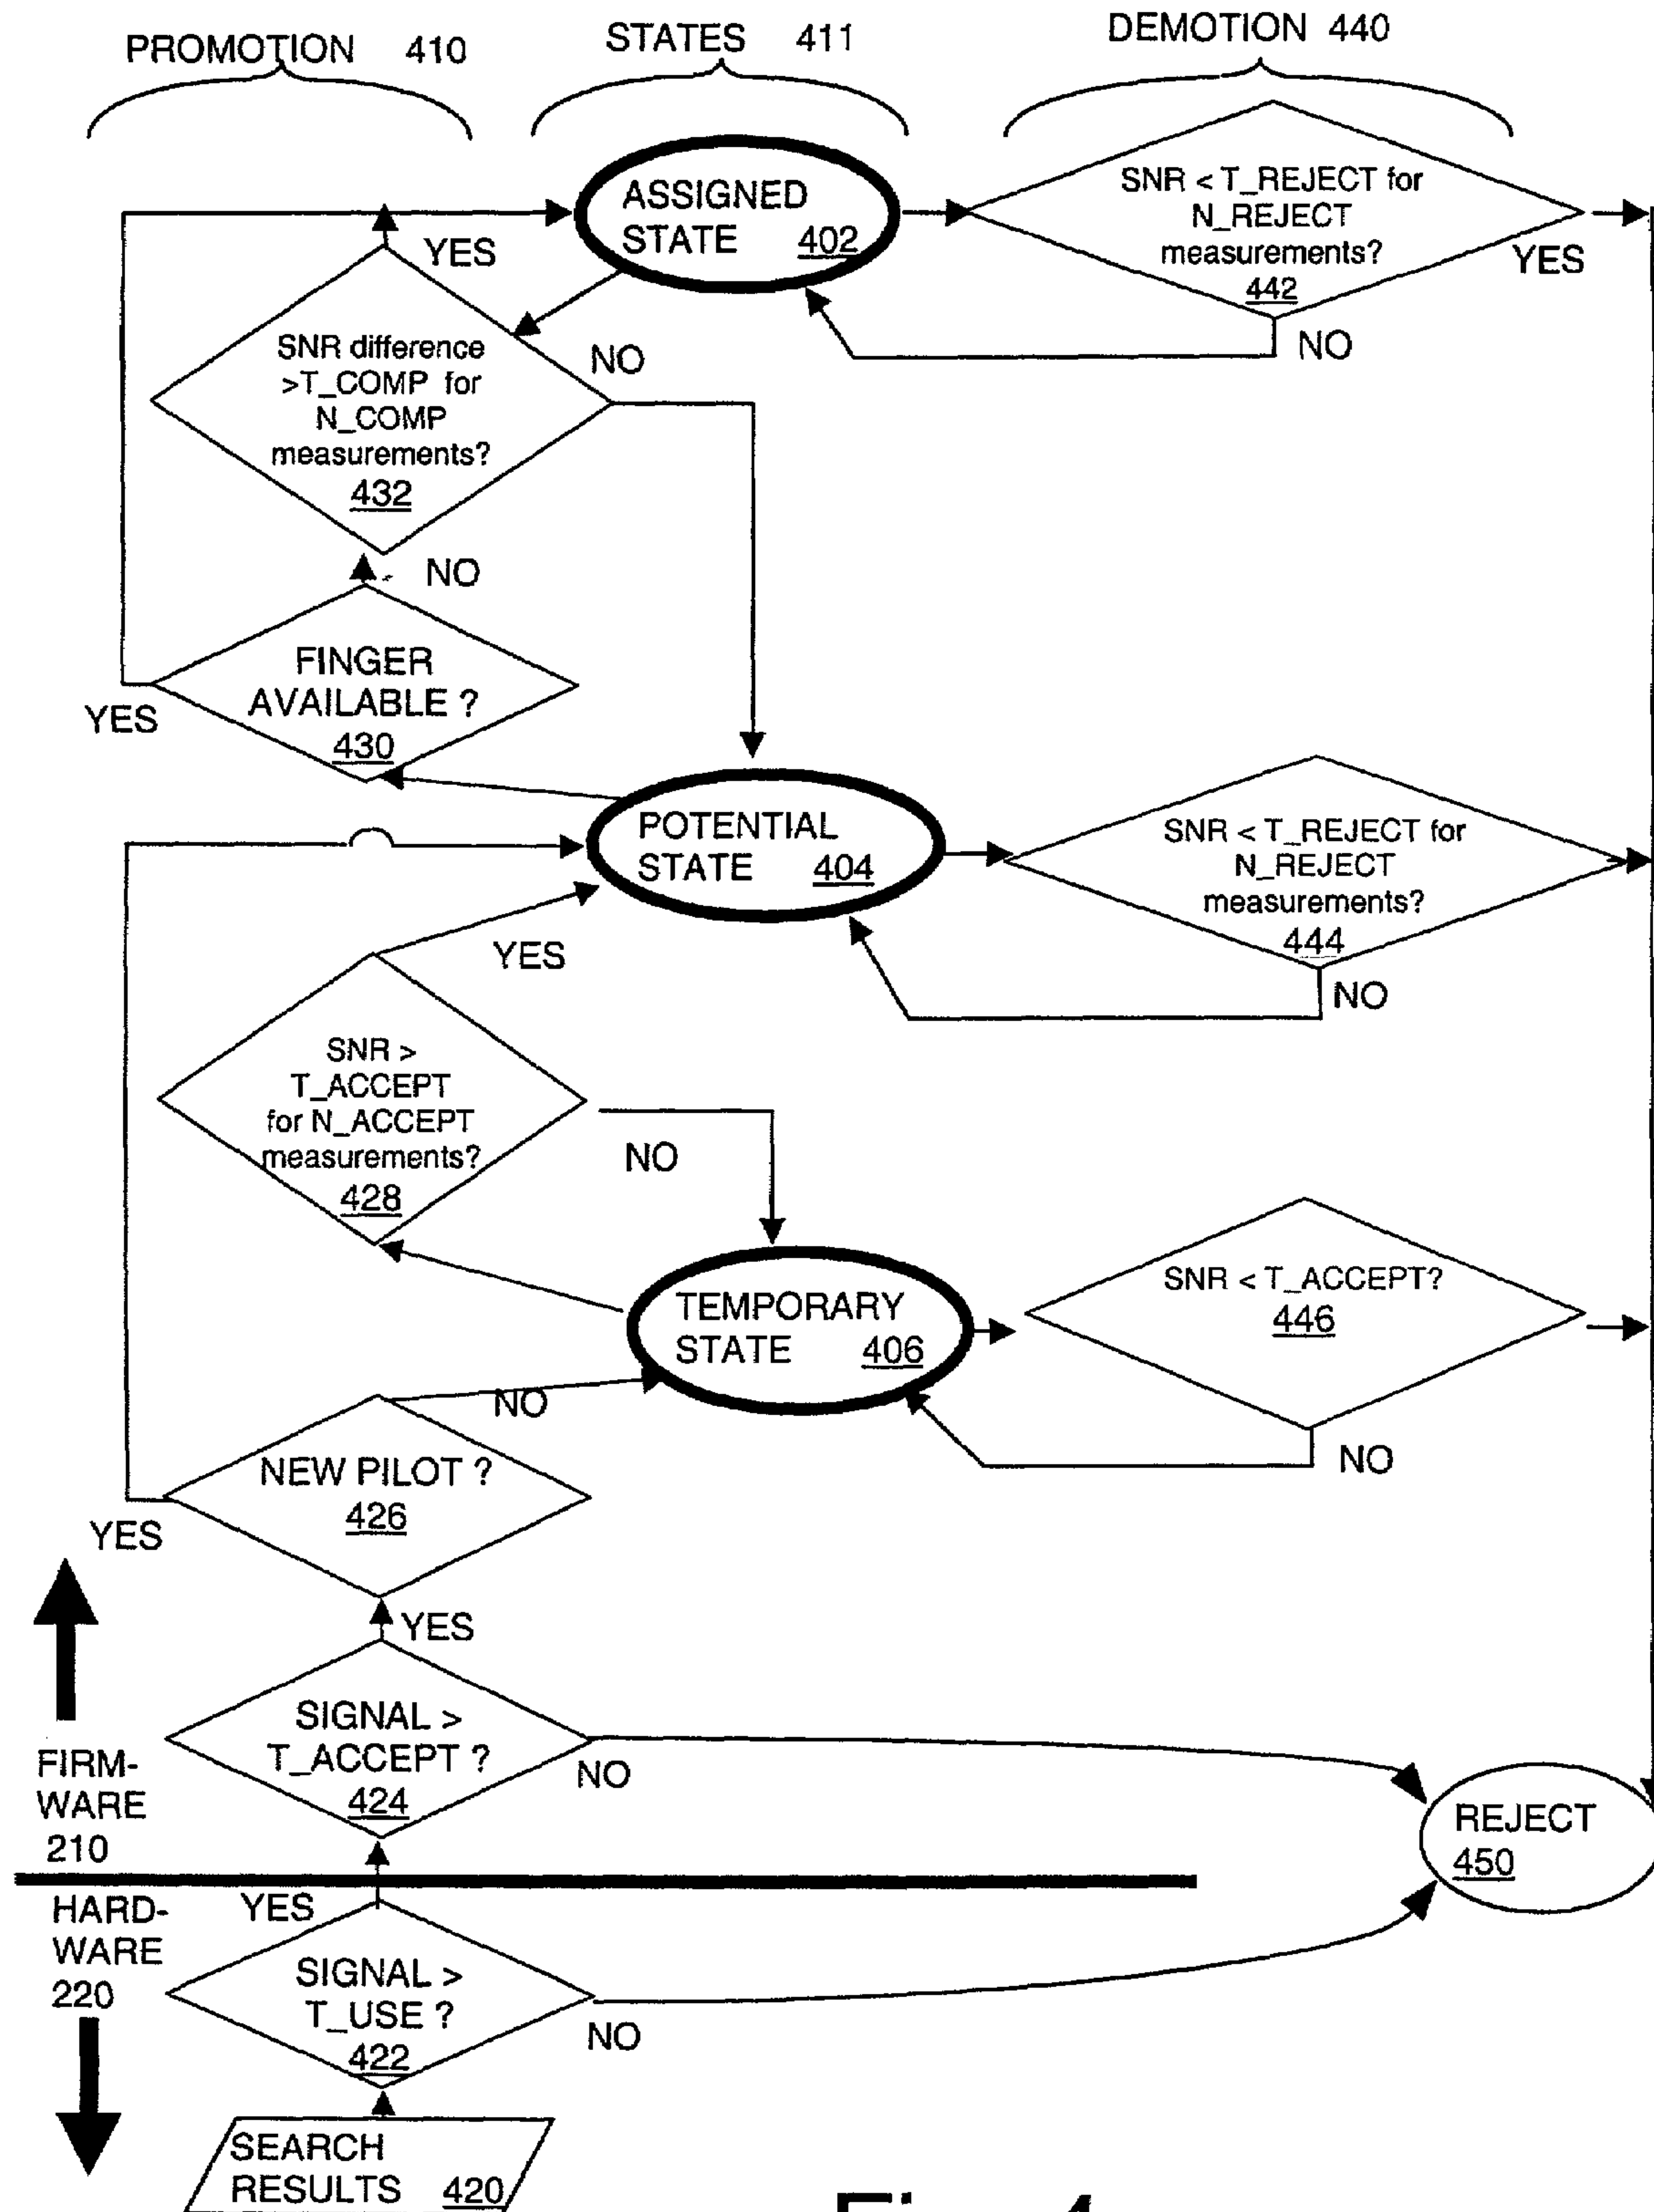 PROMOTION 410
STATES 411
DEMOTION 440
ASSIGNED
STATE 402
SNR < T_REJECT for
N_REJECT
measurements?
442
YES
NO
YES
SNR difference
>T_COMP for
N_COMP
measurements?
432
NO
NO
FINGER
AVAILABLE ?
430
YES
POTENTIAL
STATE 404
SNR < T_REJECT for
N_REJECT
measurements?
444
NO
YES
SNR >
T_ACCEPT
for N_ACCEPT
measurements?
428
NO
TEMPORARY
STATE 406
SNR < T_ACCEPT?
446
NO
NO
NEW PILOT ?
426
YES
YES
SIGNAL >
T_ACCEPT ?
424
NO
FIRM-
WARE
210
REJECT
450
HARD-
WARE
220
YES
SIGNAL >
T_USE ?
422
NO
SEARCH
RESULTS 420